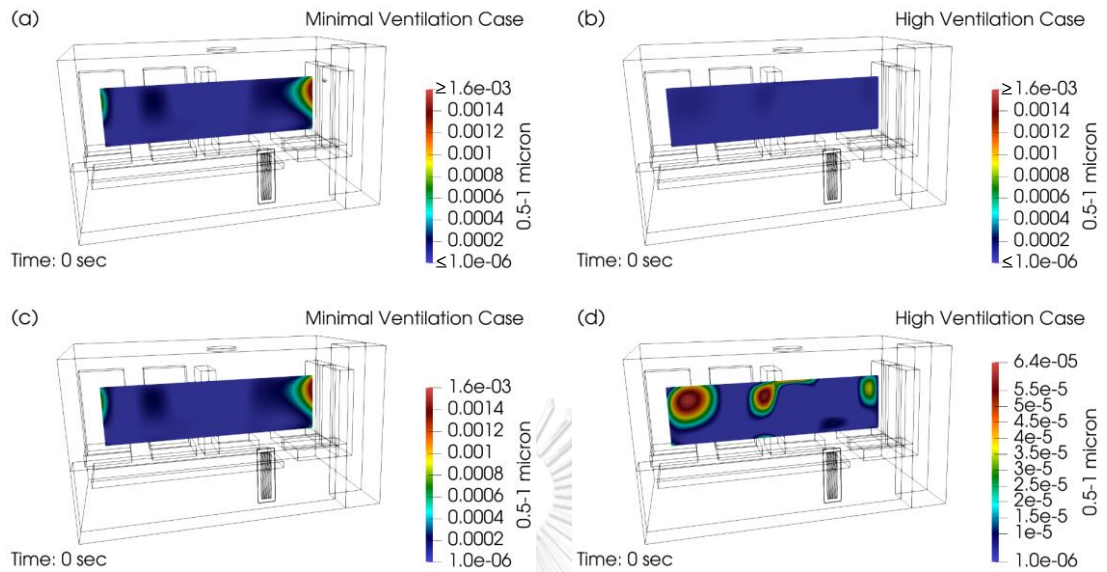 (a)
Minimal Ventilation Case
≥ 1.6e-03
0.0014
0.0012
0.001
0.0008
0.0006
0.0004
0.0002
≤ 1.0e-06
0.5-1 micron
Time: 0 sec
(b)
High Ventilation Case
≥ 1.6e-03
0.0014
0.0012
0.001
0.0008
0.0006
0.0004
0.0002
≤ 1.0e-06
0.5-1 micron
Time: 0 sec
(c)
Minimal Ventilation Case
1.6e-03
0.0014
0.0012
0.001
0.0008
0.0006
0.0004
0.0002
1.0e-06
0.5-1 micron
Time: 0 sec
(d)
High Ventilation Case
6.4e-05
5.5e-5
5e-5
4.5e-5
4e-5
3.5e-5
3e-5
2.5e-5
2e-5
1.5e-5
1e-5
1.0e-06
0.5-1 micron
Time: 0 sec